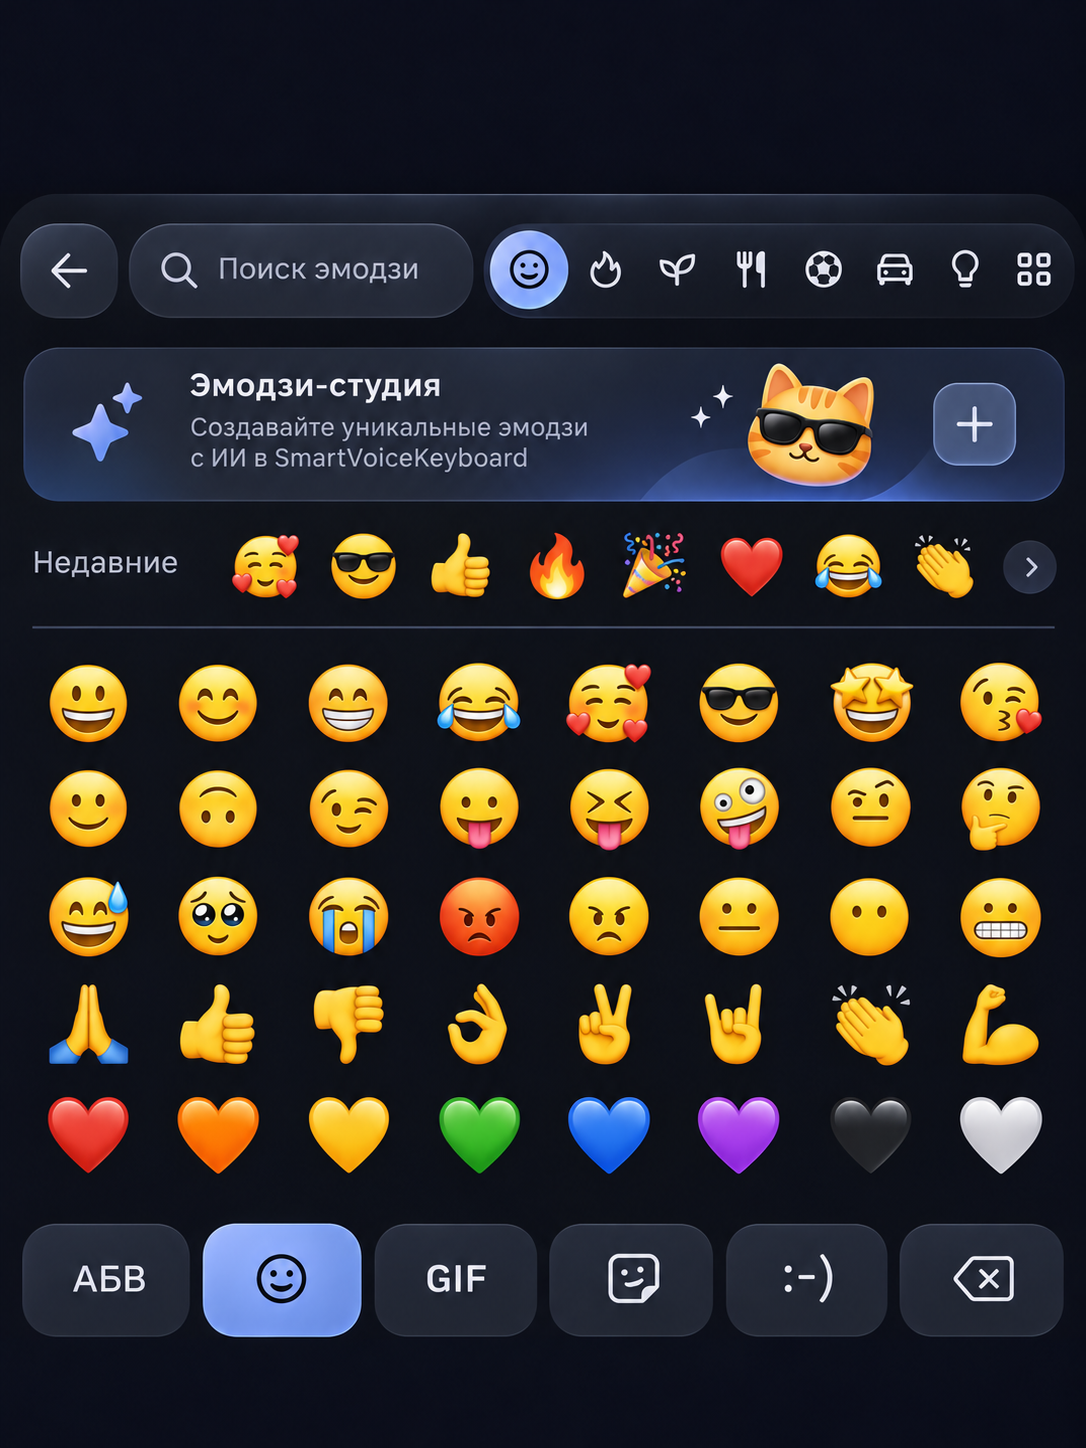 Поиск эмодзи
Эмодзи-студия
Создавайте уникальные эмодзи
с ИИ в SmartVoiceKeyboard
Недавние
АБВ
GIF
:-)